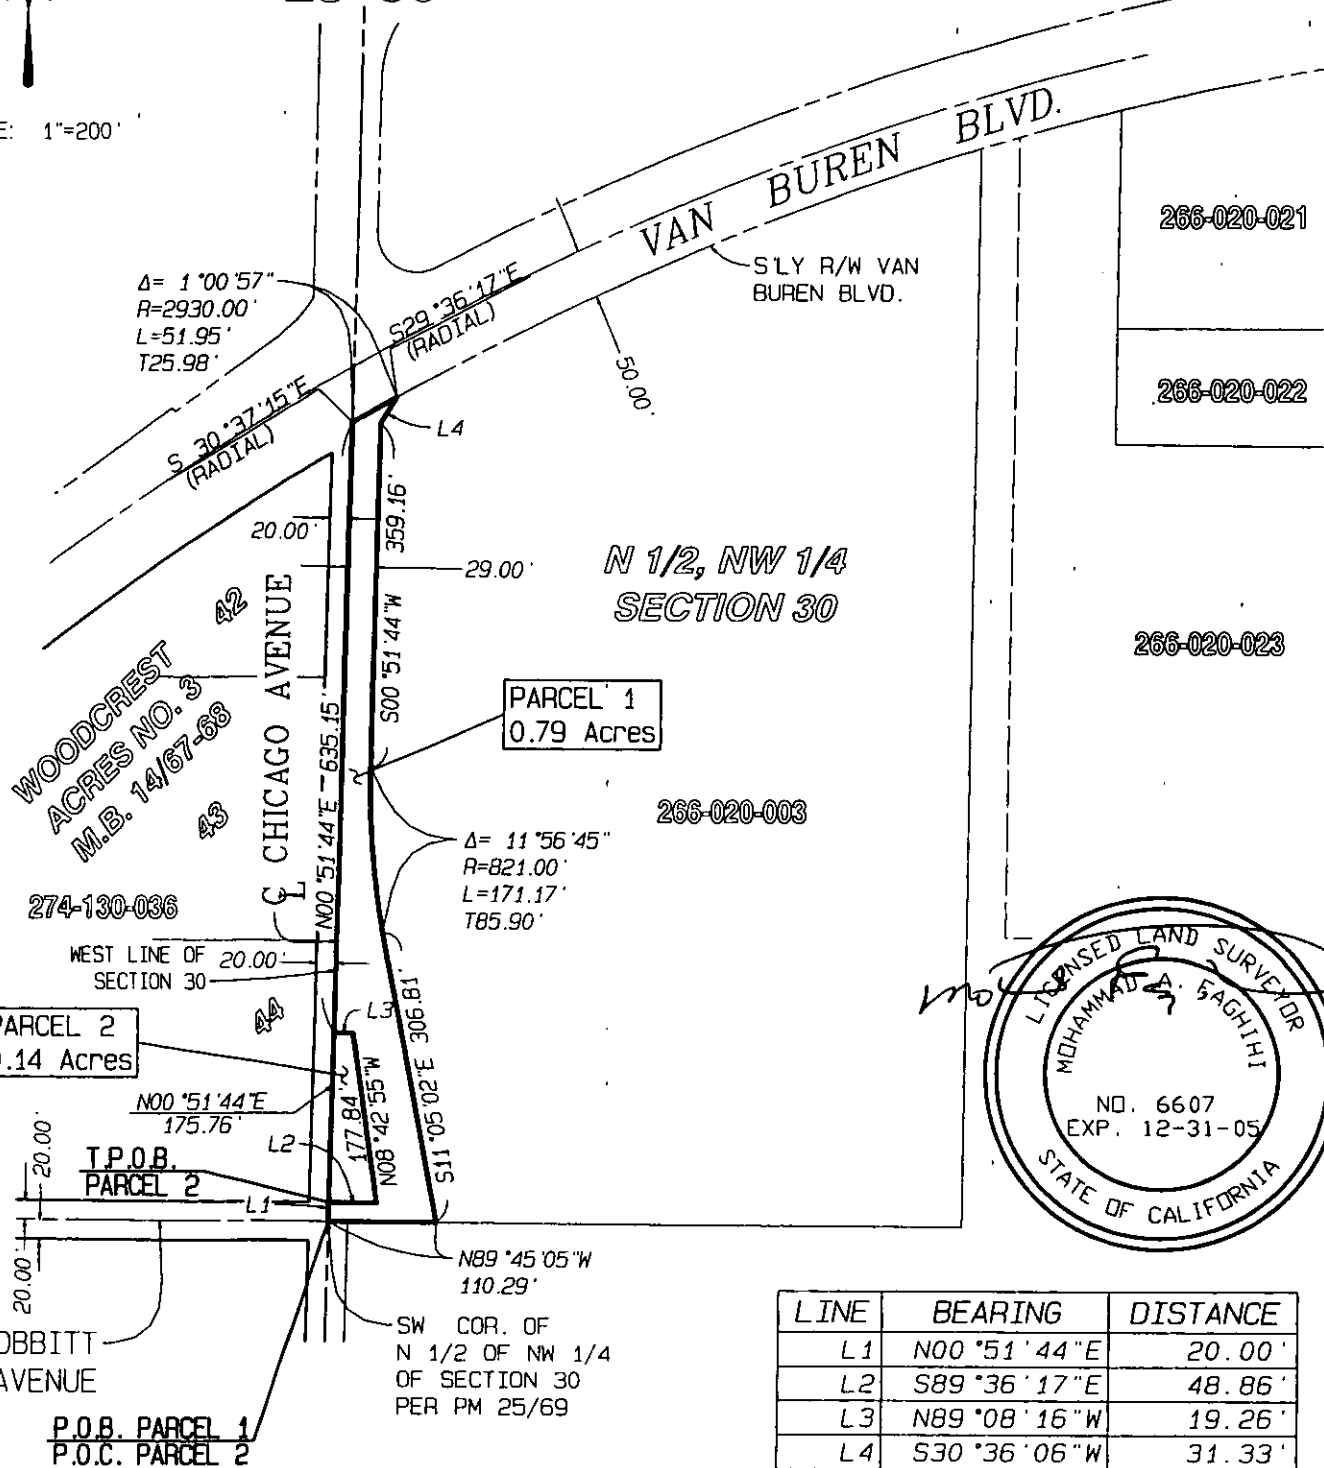 1"=200'
VAN BUREN BLVD.
266-020-021
S'LY R/W VAN
BUREN BLVD.
Δ= 1°00'57"
R=2930.00'
L=51.95'
T25.98'
S29°36'17"E
(RADIAL)
50.00'
266-020-022
S 30°37'15"E
(RADIAL)
L4
20.00'
359.16'
29.00'
N 1/2, NW 1/4
SECTION 30
42
CHICAGO AVENUE
S00°51'44"W
266-020-023
WOODCREST
ACRES NO. 3
M.B. 14/67-68
N00°51'44"E - 635.15'
PARCEL 1
0.79 Acres
43
266-020-003
Δ= 11°56'45"
R=821.00'
L=171.17'
T85.90'
CL
274-130-036
WEST LINE OF
SECTION 30
20.00'
44
L3
306.81'
S11°05'02"E
PARCEL 2
.14 Acres
N00°51'44"E
175.76'
177.84'
N08°42'55"W
L2
20.00'
T.P.O.B.
PARCEL 2
L1
20.00'
N89°45'05"W
110.29'
SW COR. OF
N 1/2 OF NW 1/4
OF SECTION 30
PER PM 25/69
OBBITT
AVENUE
P.O.B. PARCEL 1
P.O.C. PARCEL 2
LICENSED LAND SURVEYOR
MOHAMMAD A. FAGHIHI
NO. 6607
EXP. 12-31-05
STATE OF CALIFORNIA
LINE BEARING DISTANCE
L1 N00°51'44"E 20.00'
L2 S89°36'17"E 48.86'
L3 N89°08'16"W 19.26'
L4 S30°36'06"W 31.33'